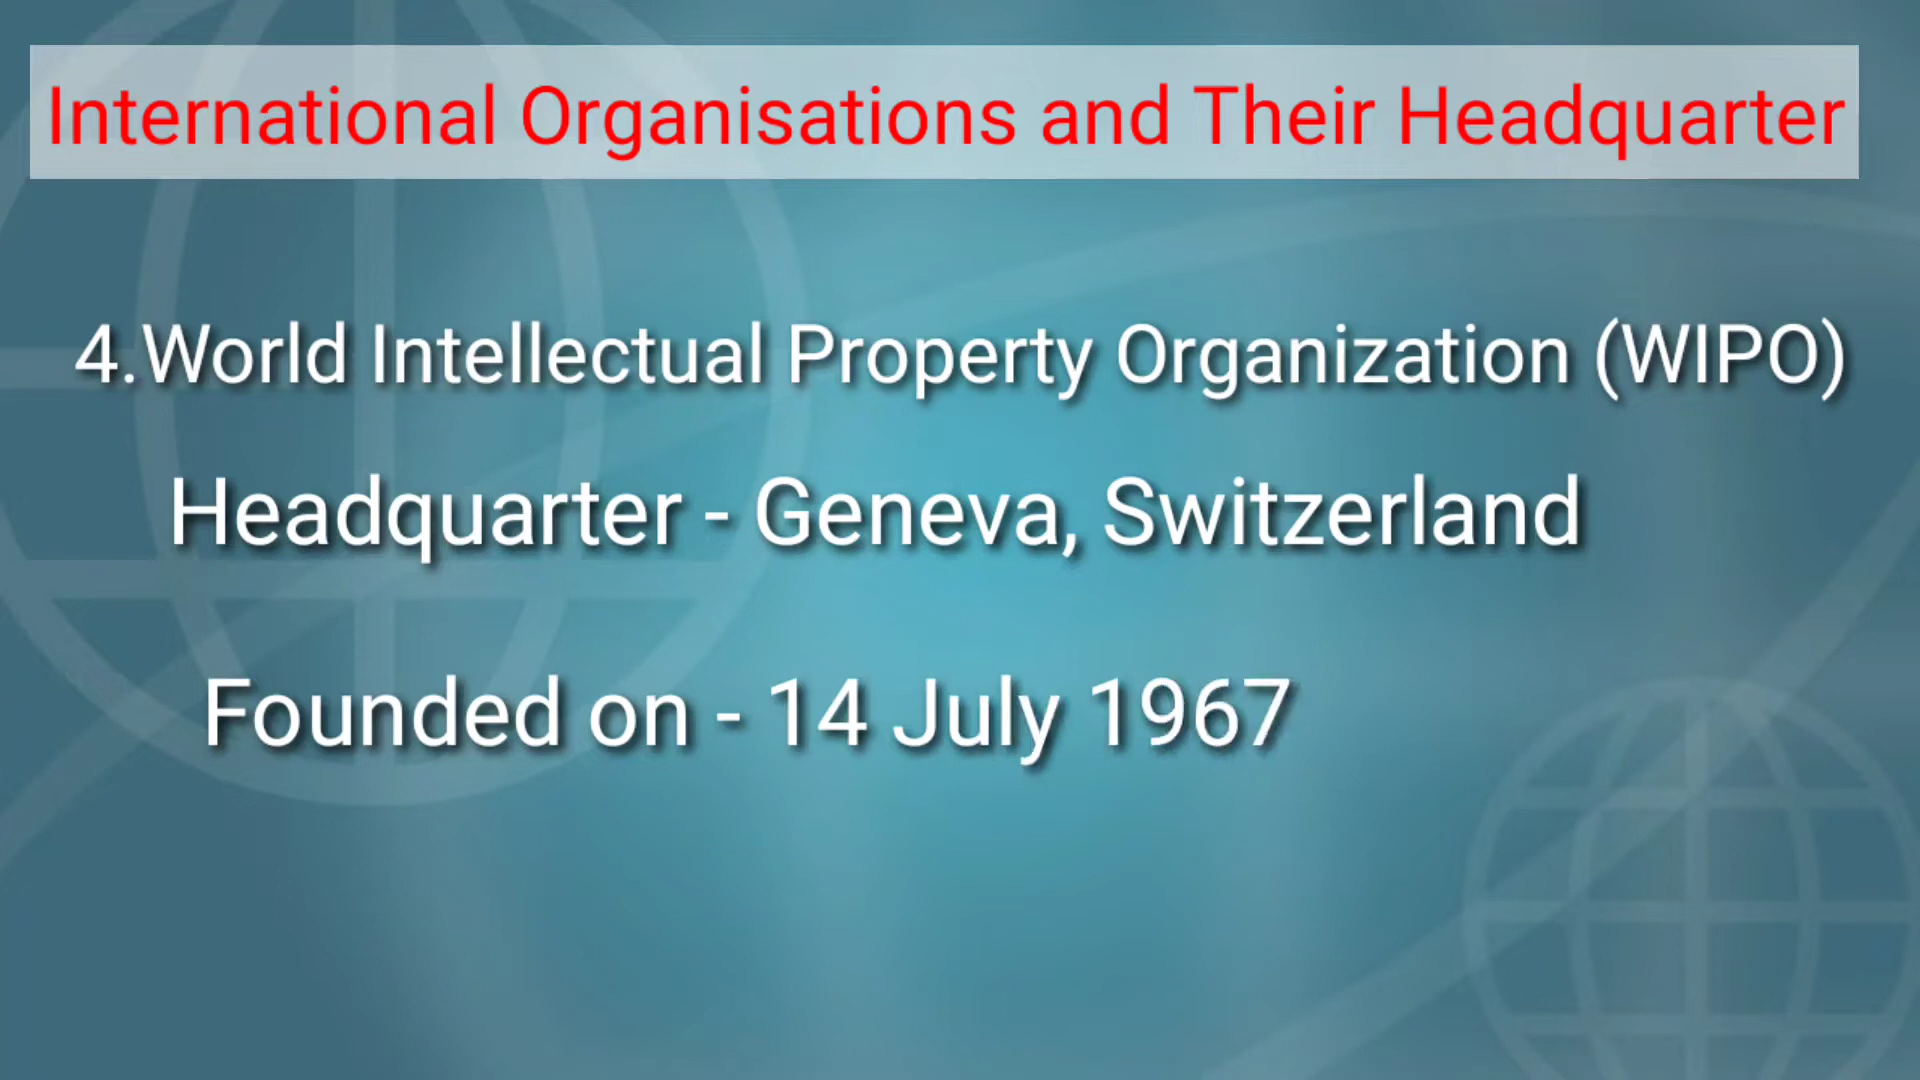 International Organisations and Their Headquarter
4.World Intellectual Property Organization (WIPO)
Headquarter - Geneva, Switzerland
Founded on - 14 July 1967